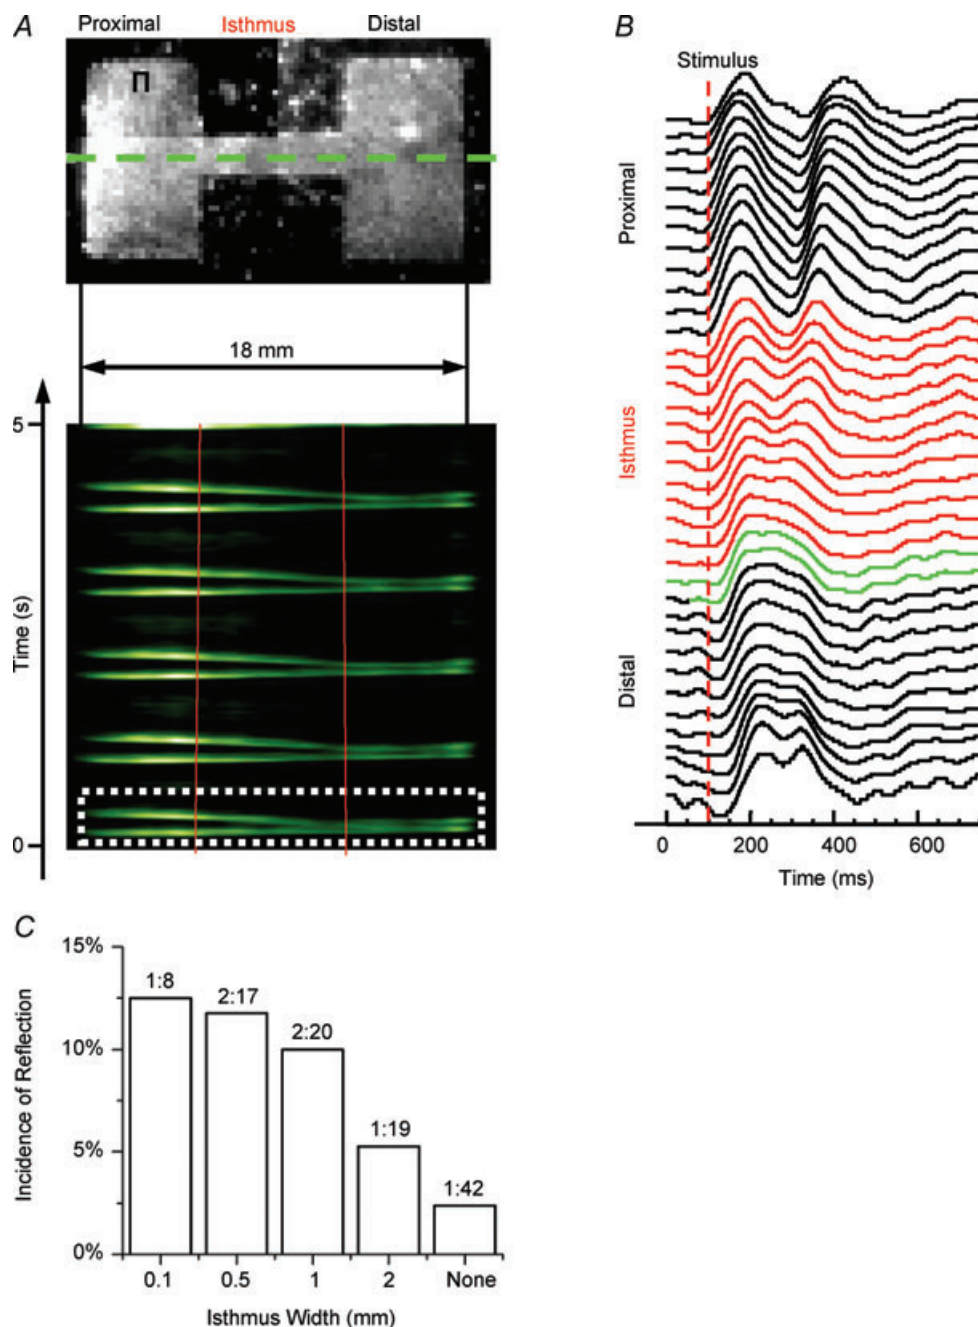 A
Proximal
Isthmus
Distal
Π
18 mm
5
Time (s)
0
B
Stimulus
Proximal
Isthmus
Distal
0
200
400
600
Time (ms)
C
15%
10%
5%
0%
Incidence of Reflection
1:8
2:17
2:20
1:19
1:42
0.1
0.5
1
2
None
Isthmus Width (mm)